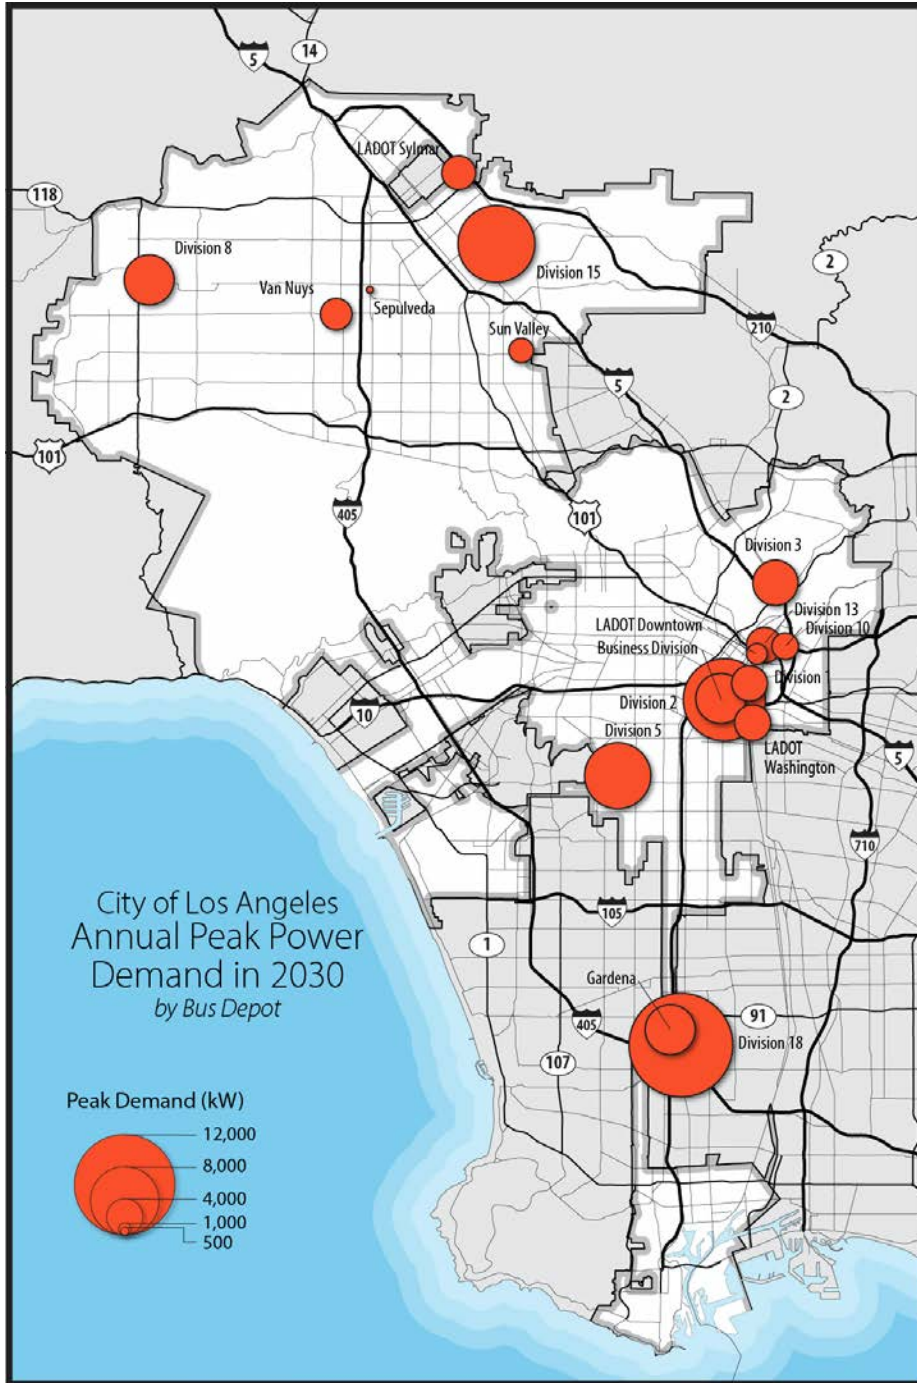 14
5
LADOT Sylmar
118
Division 8
2
Division 15
Van Nuys
Sepulveda
210
Sun Valley
5
2
101
405
101
Division 3
Division 13
LADOT Downtown
Division 10
Business Division
Division 1
Division 2
10
Division 5
LADOT
Washington
5
710
City of Los Angeles
Annual Peak Power
Demand in 2030
by Bus Depot
105
1
Gardena
91
405
Division 18
107
Peak Demand (kW)
12,000
8,000
4,000
1,000
500